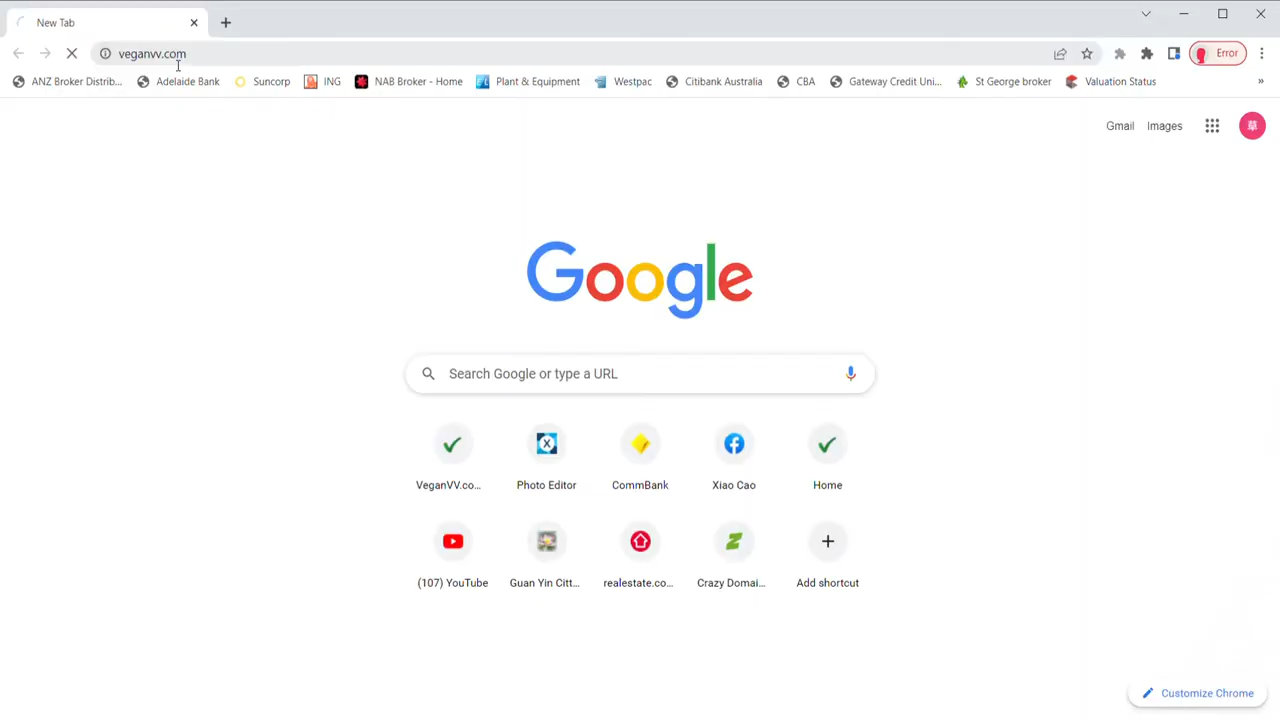 New Tab
veganvv.com
Error
ANZ Broker Distrib... Adelaide Bank Suncorp ING NAB Broker - Home Plant & Equipment Westpac Citibank Australia CBA Gateway Credit Uni... St George broker Valuation Status »
Gmail Images 草
Google
Search Google or type a URL
VeganVV.co... Photo Editor CommBank Xiao Cao Home
(107) YouTube Guan Yin Citt... realestate.co... Crazy Domai... Add shortcut
Customize Chrome